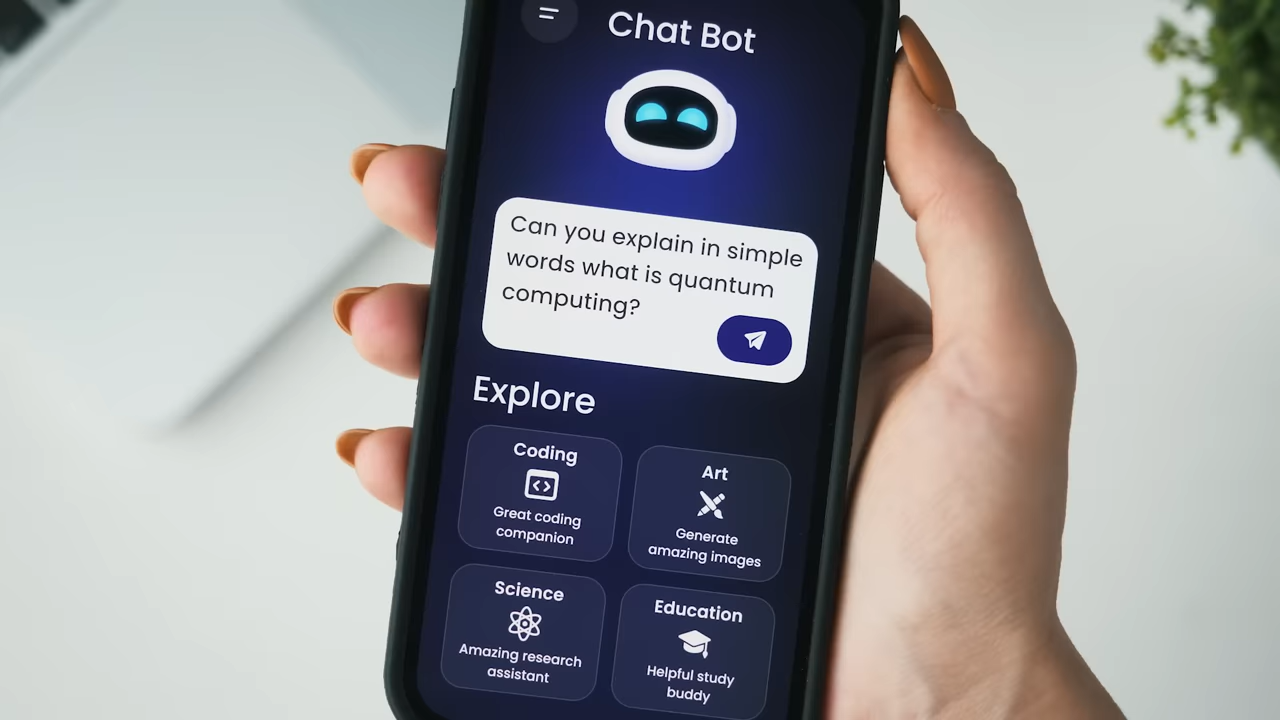 Chat Bot
Can you explain in simple
words what is quantum
computing?
Explore
Coding
Great coding
companion
Art
Generate
amazing images
Science
Amazing research
assistant
Education
Helpful study
buddy